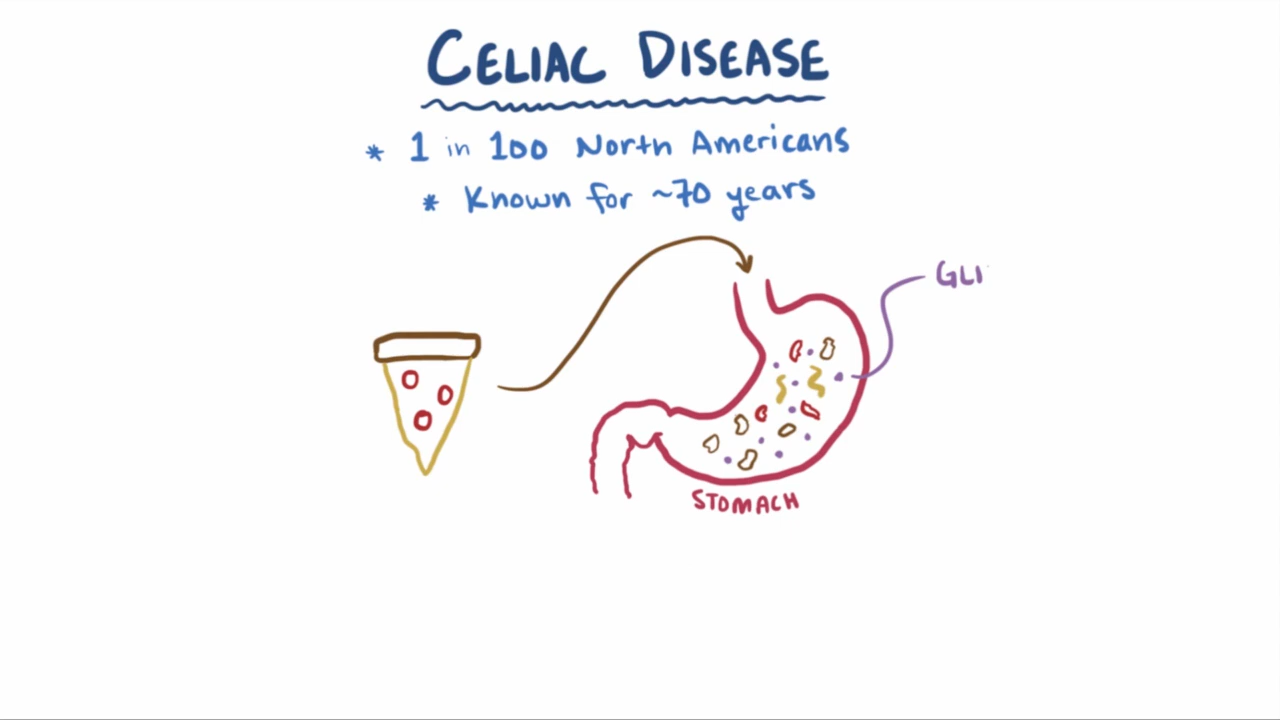 CELIAC DISEASE
* 1 in 100 North Americans
* Known for ~70 years
GLI
STOMACH